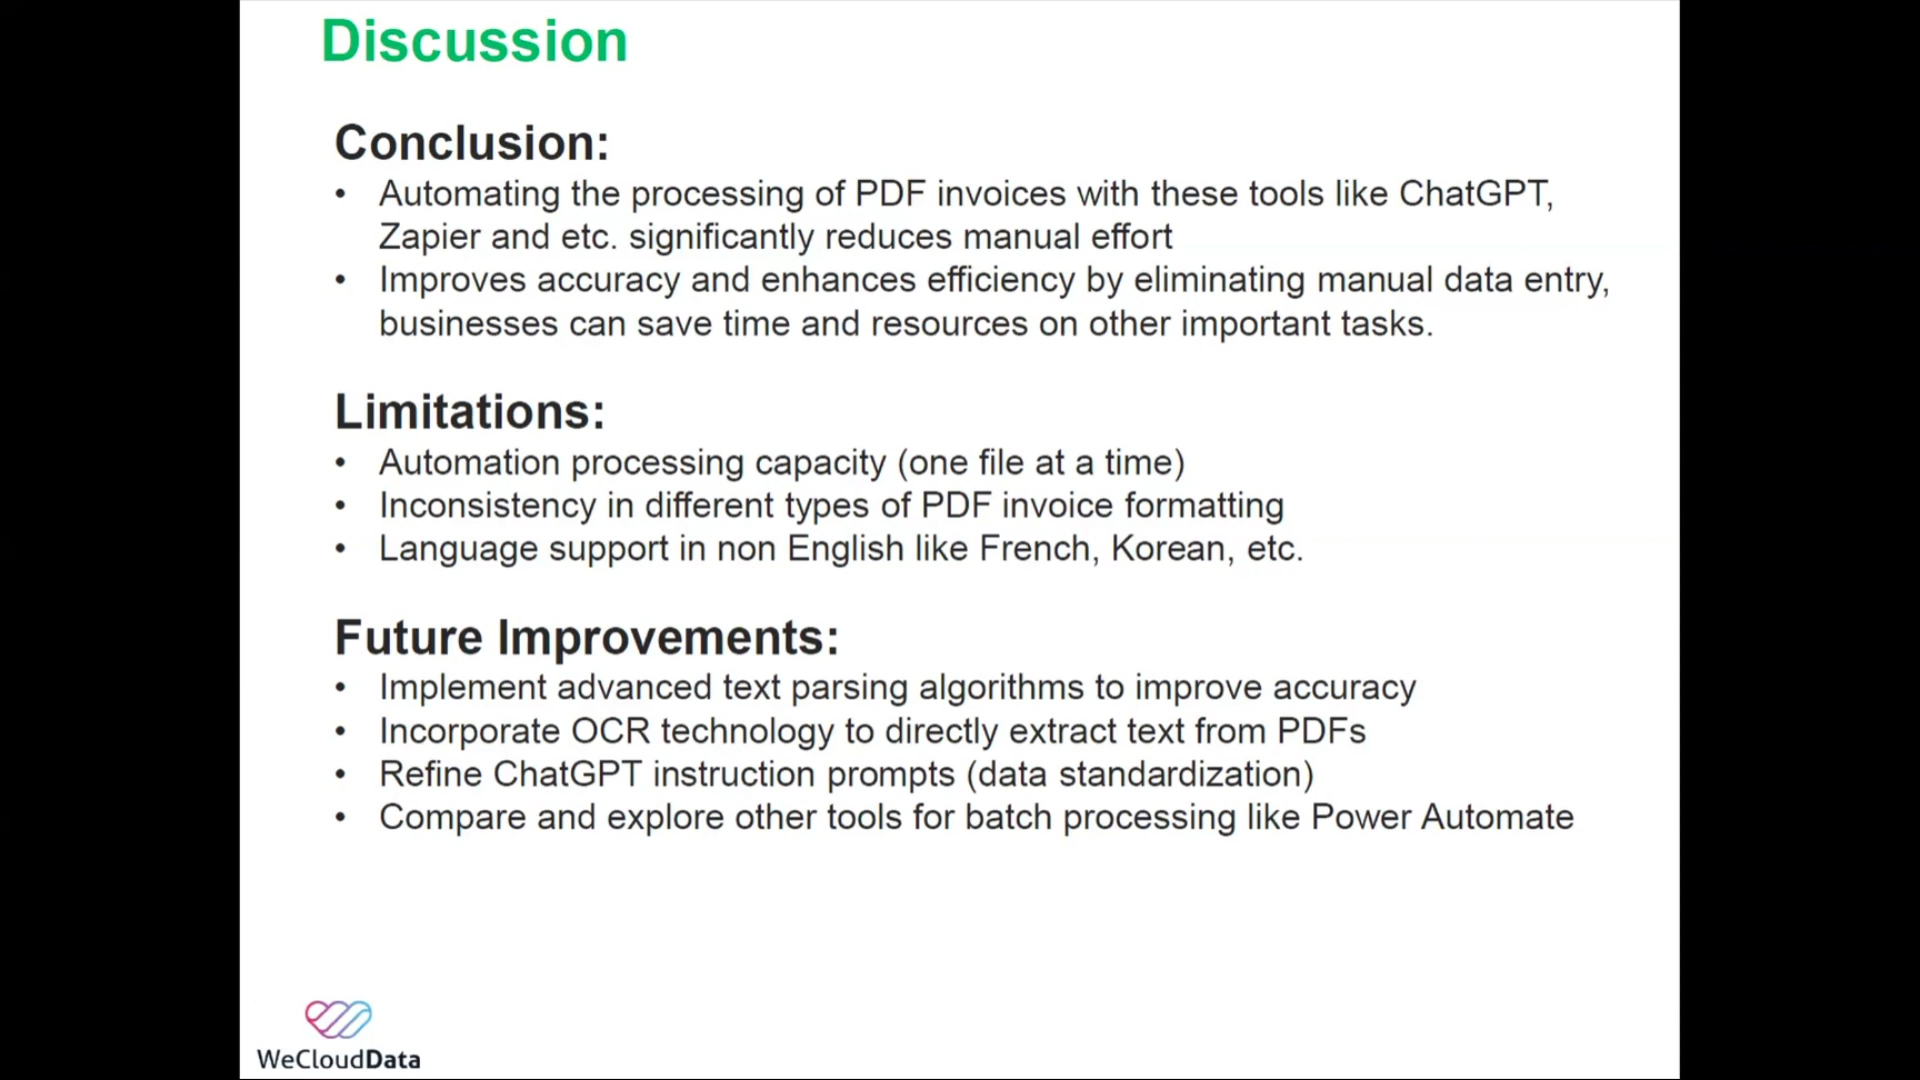 Discussion
Conclusion:
• Automating the processing of PDF invoices with these tools like ChatGPT,
Zapier and etc. significantly reduces manual effort
• Improves accuracy and enhances efficiency by eliminating manual data entry,
businesses can save time and resources on other important tasks.
Limitations:
• Automation processing capacity (one file at a time)
• Inconsistency in different types of PDF invoice formatting
• Language support in non English like French, Korean, etc.
Future Improvements:
• Implement advanced text parsing algorithms to improve accuracy
• Incorporate OCR technology to directly extract text from PDFs
• Refine ChatGPT instruction prompts (data standardization)
• Compare and explore other tools for batch processing like Power Automate
WeCloudData